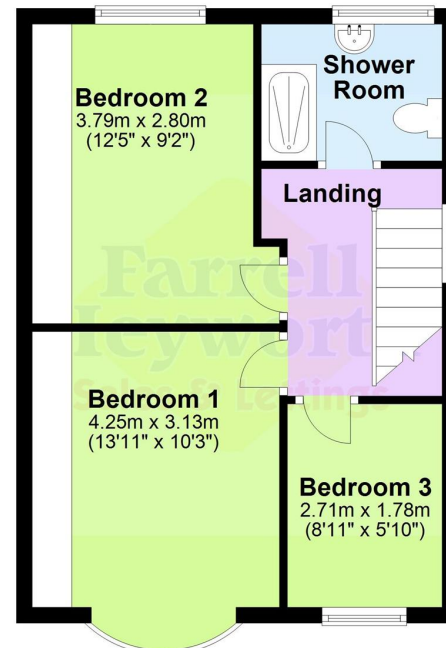 Bedroom 2
3.79m x 2.80m
(12'5" x 9'2")
Shower
Room
Landing
Farrell
Heyworth
Sales & Lettings
Bedroom 1
4.25m x 3.13m
(13'11" x 10'3")
Bedroom 3
2.71m x 1.78m
(8'11" x 5'10")